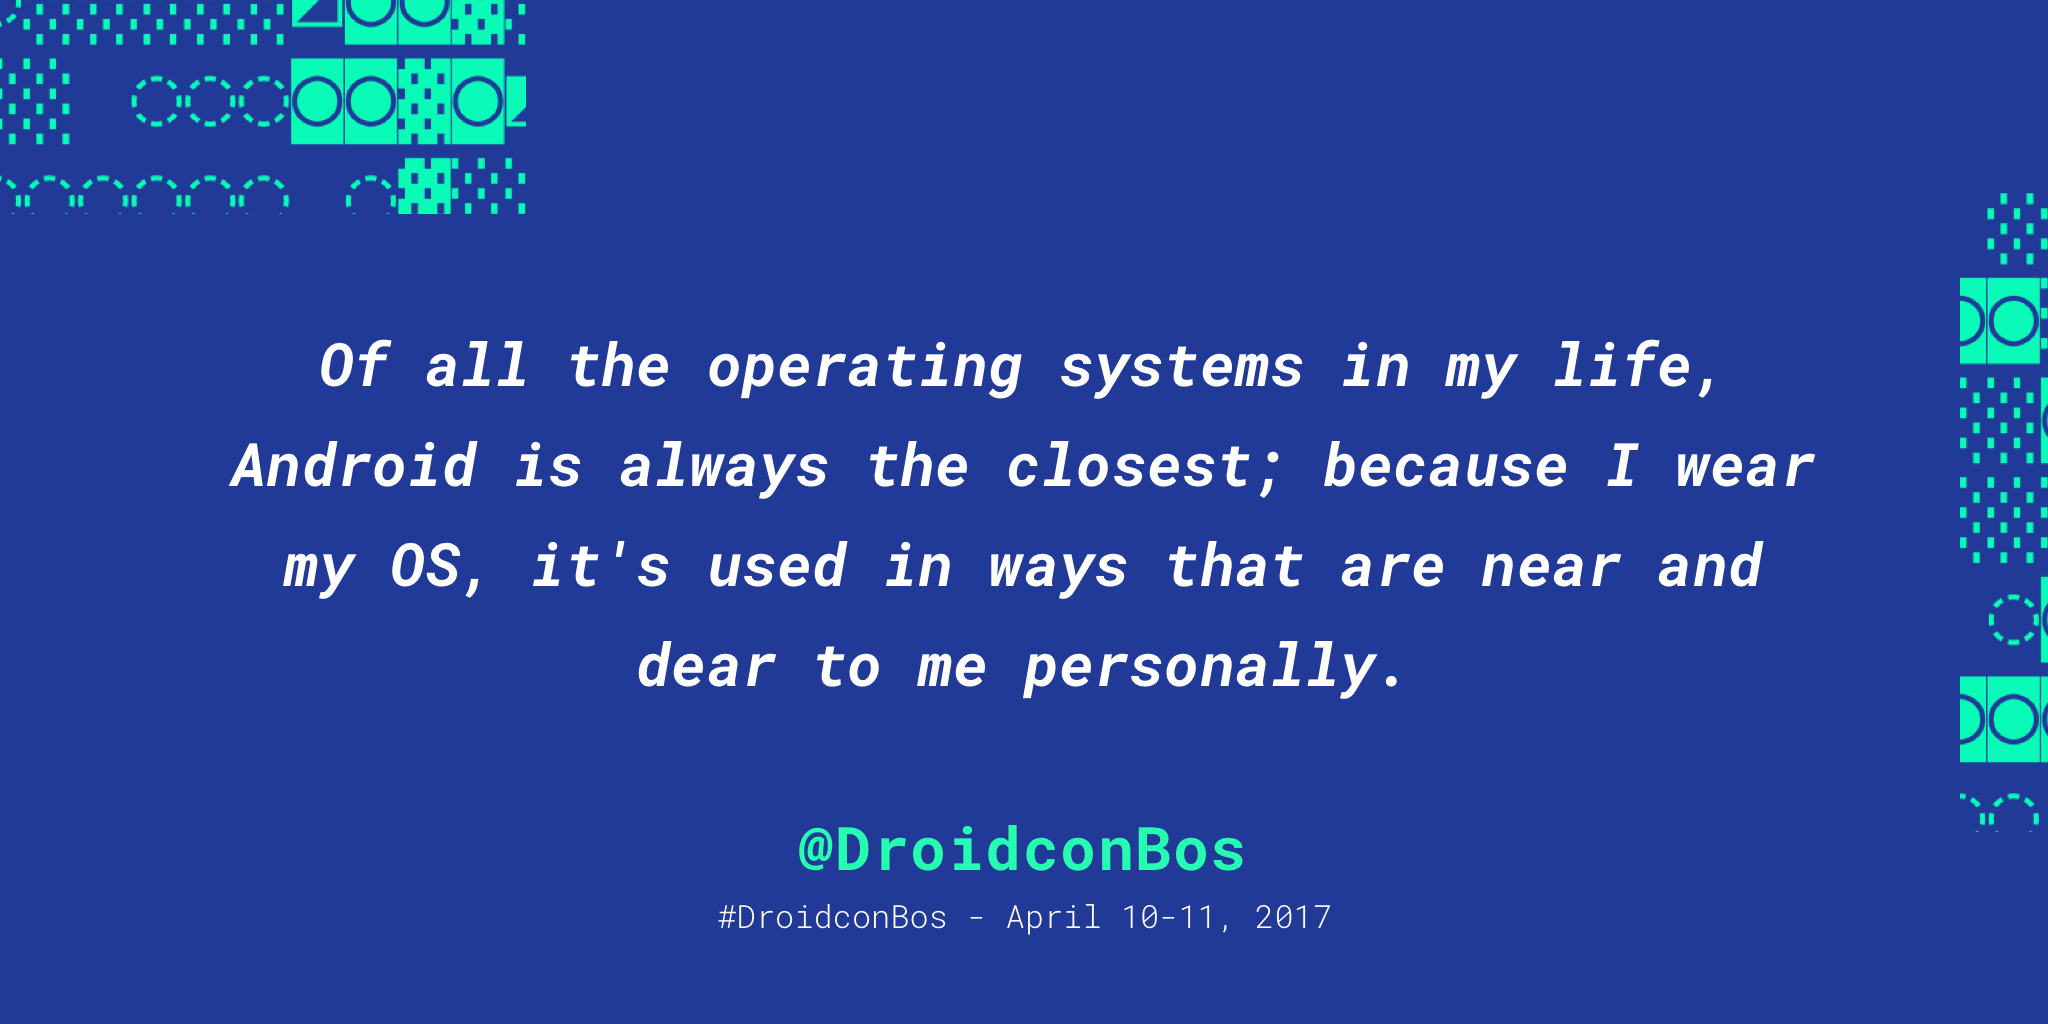 Of all the operating systems in my life,
Android is always the closest; because I wear
my OS, it's used in ways that are near and
dear to me personally.
@DroidconBos
#DroidconBos - April 10-11, 2017